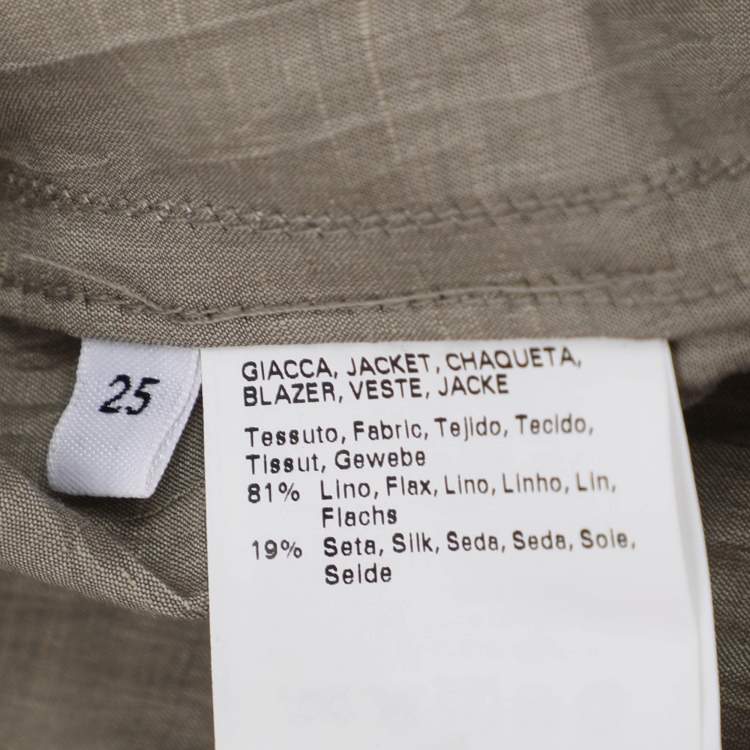 25
GIACCA, JACKET, CHAQUETA,
BLAZER, VESTE, JACKE
Tessuto, Fabric, Tejido, Tecido,
Tissut, Gewebe
81% Lino, Flax, Lino, Linho, Lin,
Flachs
19% Seta, Silk, Seda, Seda, Soie,
Seide